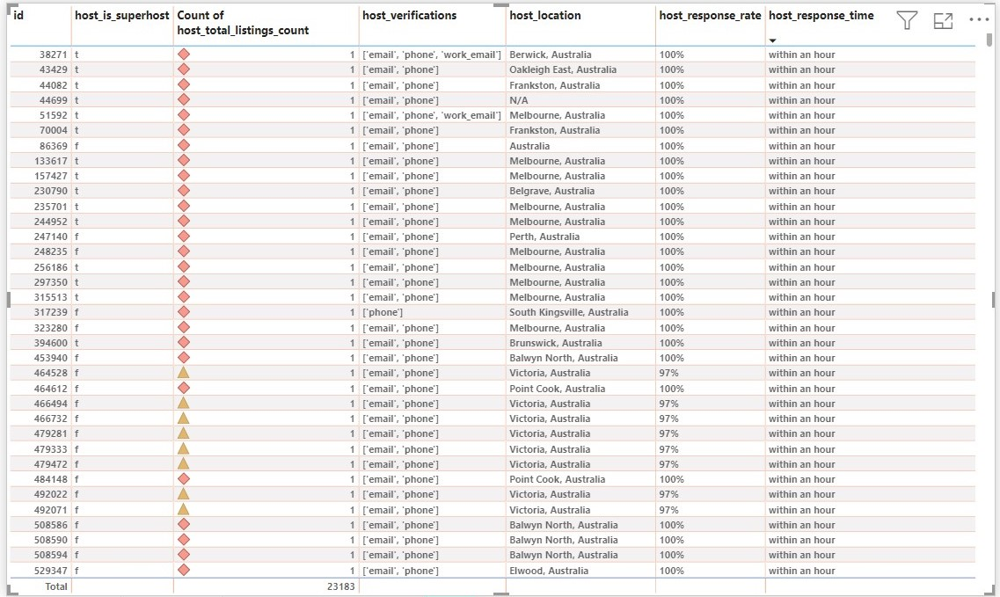 id host_is_superhost Count of host_total_listings_count host_verifications host_location host_response_rate host_response_time
38271 t 1 ['email', 'phone', 'work_email'] Berwick, Australia 100% within an hour
43429 t 1 ['email', 'phone'] Oakleigh East, Australia 100% within an hour
44082 t 1 ['email', 'phone'] Frankston, Australia 100% within an hour
44699 t 1 ['email', 'phone'] N/A 100% within an hour
51592 t 1 ['email', 'phone', 'work_email'] Melbourne, Australia 100% within an hour
70004 t 1 ['email', 'phone'] Frankston, Australia 100% within an hour
86369 f 1 ['email', 'phone'] Australia 100% within an hour
133617 t 1 ['email', 'phone'] Melbourne, Australia 100% within an hour
157427 t 1 ['email', 'phone'] Melbourne, Australia 100% within an hour
230790 t 1 ['email', 'phone'] Belgrave, Australia 100% within an hour
235701 t 1 ['email', 'phone'] Melbourne, Australia 100% within an hour
244952 t 1 ['email', 'phone'] Melbourne, Australia 100% within an hour
247140 f 1 ['email', 'phone'] Perth, Australia 100% within an hour
248235 f 1 ['email', 'phone'] Melbourne, Australia 100% within an hour
256186 t 1 ['email', 'phone'] Melbourne, Australia 100% within an hour
297350 t 1 ['email', 'phone'] Melbourne, Australia 100% within an hour
315513 t 1 ['email', 'phone'] Melbourne, Australia 100% within an hour
317239 f 1 ['phone'] South Kingsville, Australia 100% within an hour
323280 f 1 ['email', 'phone'] Melbourne, Australia 100% within an hour
394600 t 1 ['email', 'phone'] Brunswick, Australia 100% within an hour
453940 f 1 ['email', 'phone'] Balwyn North, Australia 100% within an hour
464528 f 1 ['email', 'phone'] Victoria, Australia 97% within an hour
464612 f 1 ['email', 'phone'] Point Cook, Australia 100% within an hour
466494 f 1 ['email', 'phone'] Victoria, Australia 97% within an hour
466732 f 1 ['email', 'phone'] Victoria, Australia 97% within an hour
479281 f 1 ['email', 'phone'] Victoria, Australia 97% within an hour
479333 f 1 ['email', 'phone'] Victoria, Australia 97% within an hour
479472 f 1 ['email', 'phone'] Victoria, Australia 97% within an hour
484148 f 1 ['email', 'phone'] Point Cook, Australia 100% within an hour
492022 f 1 ['email', 'phone'] Victoria, Australia 97% within an hour
492071 f 1 ['email', 'phone'] Victoria, Australia 97% within an hour
508586 f 1 ['email', 'phone'] Balwyn North, Australia 100% within an hour
508590 f 1 ['email', 'phone'] Balwyn North, Australia 100% within an hour
508594 f 1 ['email', 'phone'] Balwyn North, Australia 100% within an hour
529347 f 1 ['email', 'phone'] Elwood, Australia 100% within an hour
Total 23183